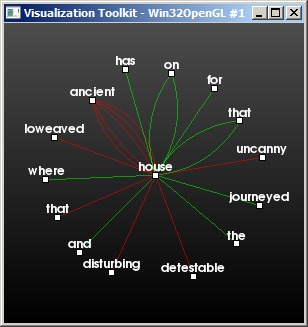 Visualization Toolkit - Win32OpenGL #1
has
on
for
ancient
that
loweaved
uncanny
where
house
that
journeyed
and
the
disturbing
detestable